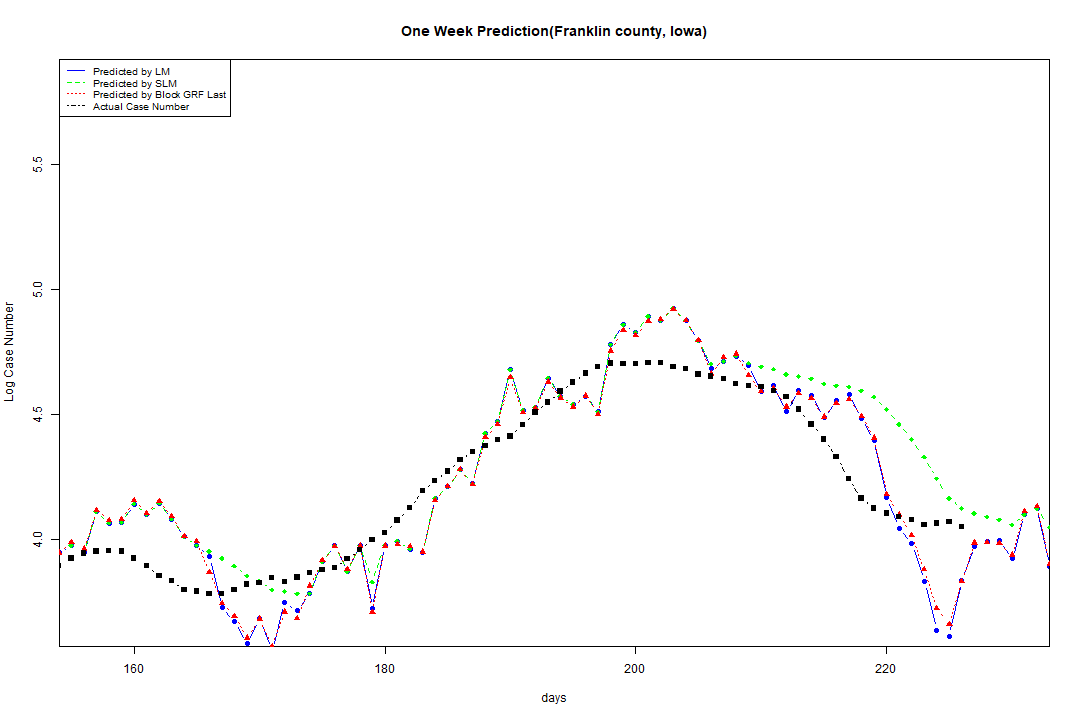 One Week Prediction(Franklin county, Iowa)
Predicted by LM
Predicted by SLM
Predicted by Block GRF Last
Actual Case Number
5.5
5.0
4.5
4.0
Log Case Number
160 180 200 220
days